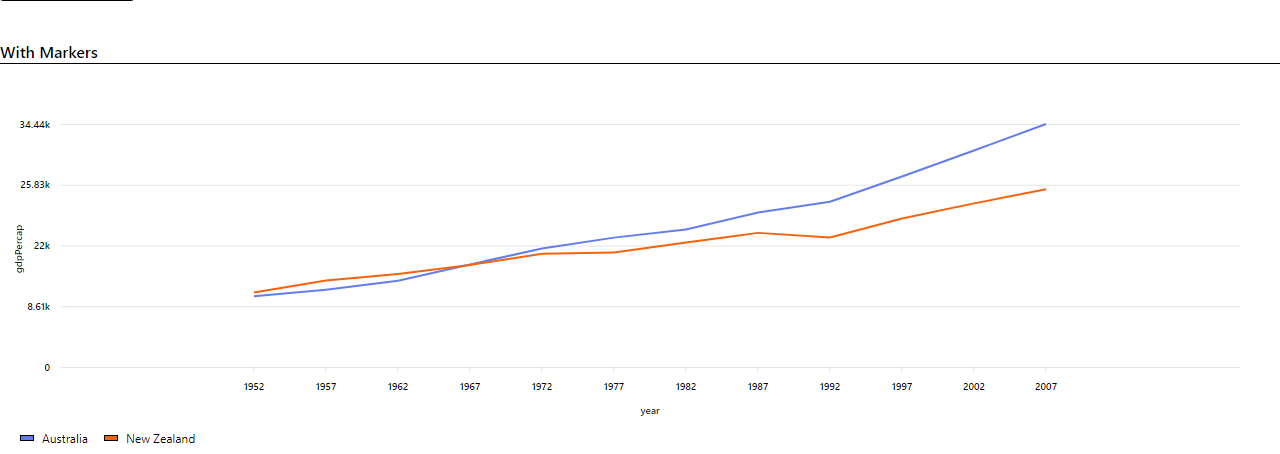 With Markers
34.44k
25.83k
22k
8.61k
0
gdpPercap
1952 1957 1962 1967 1972 1977 1982 1987 1992 1997 2002 2007
year
Australia New Zealand